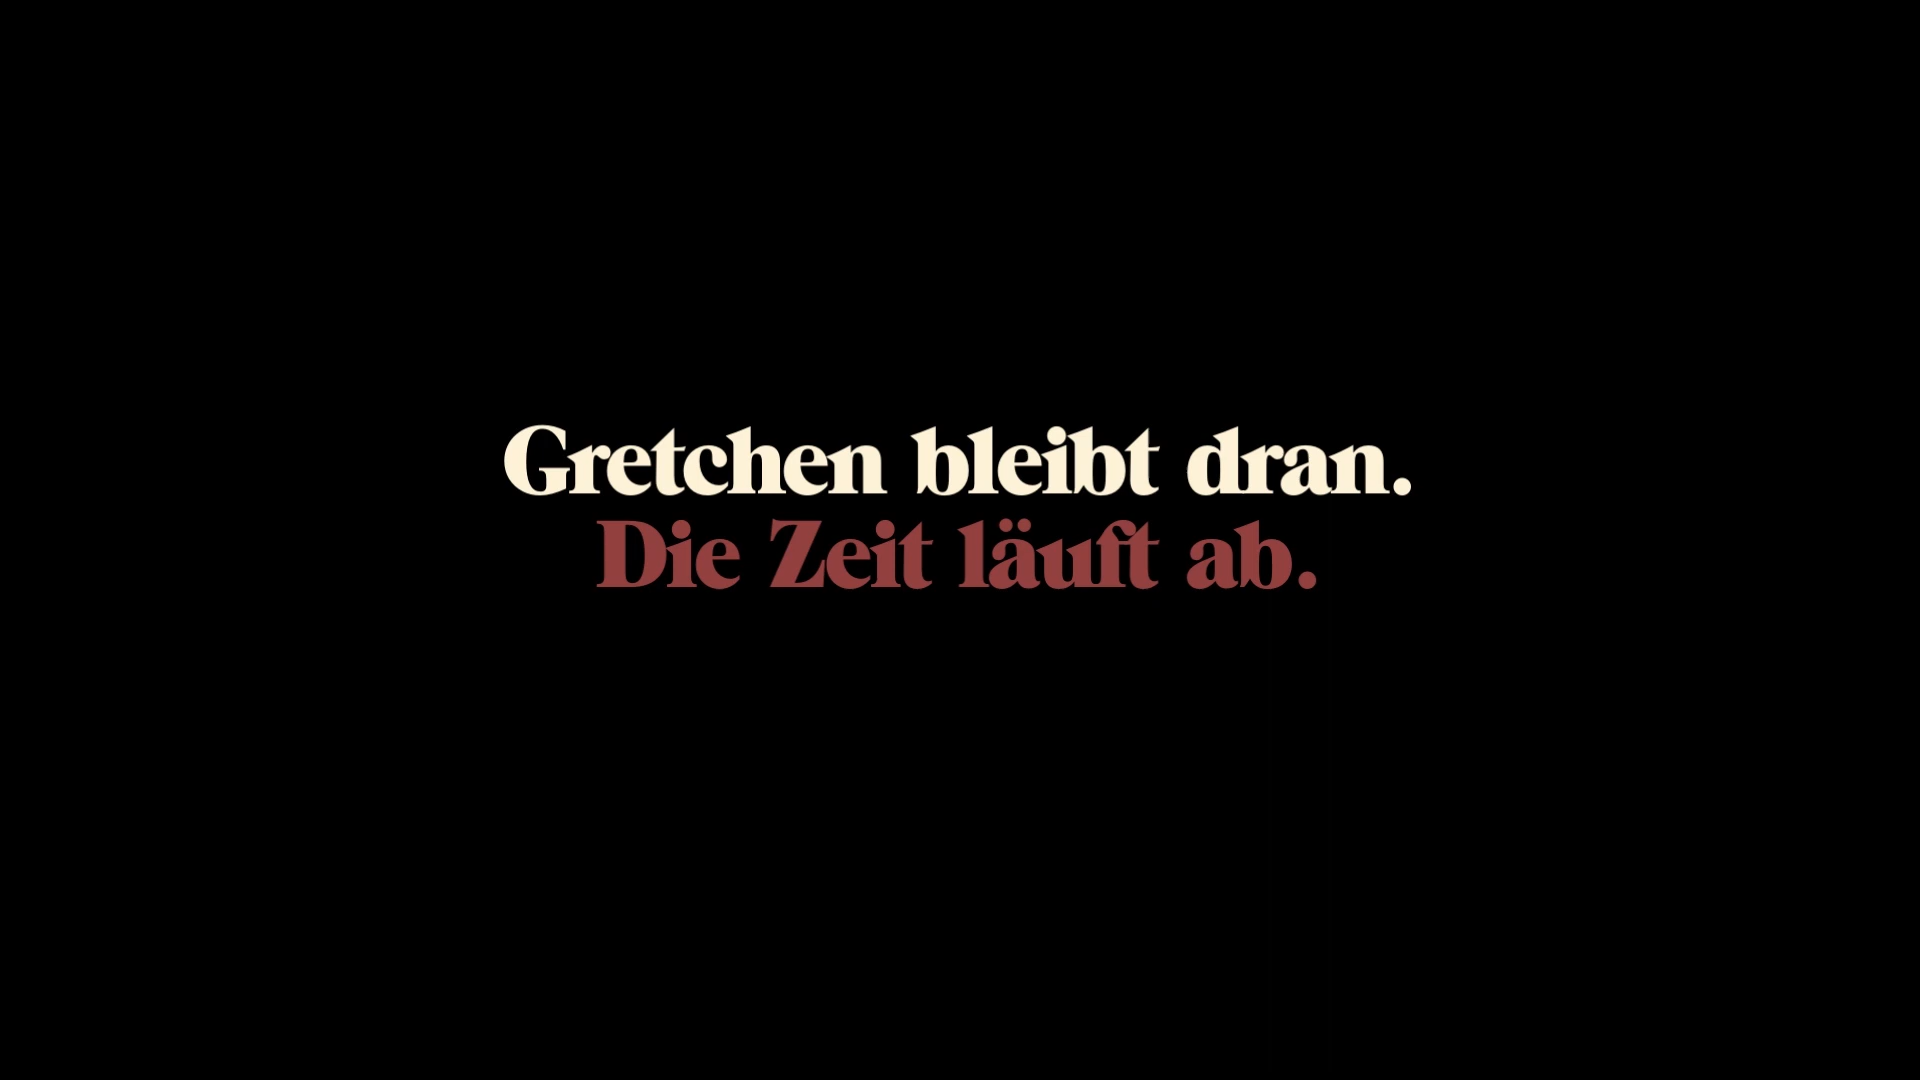 Gretchen bleibt dran.
Die Zeit läuft ab.